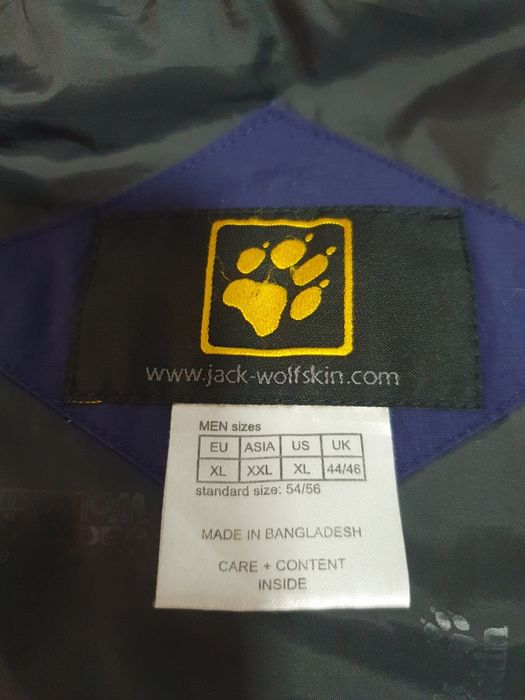 www.jack-wolfskin.com
MEN sizes
EU ASIA US UK
XL XXL XL 44/46
standard size: 54/56
MADE IN BANGLADESH
CARE + CONTENT
INSIDE